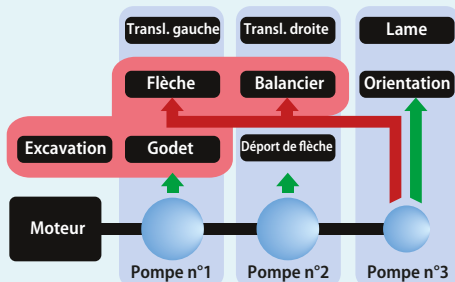 Transl. gauche
Transl. droite
Lame
Flèche
Balancier
Orientation
Excavation
Godet
Déport de flèche
Moteur
Pompe n°1
Pompe n°2
Pompe n°3